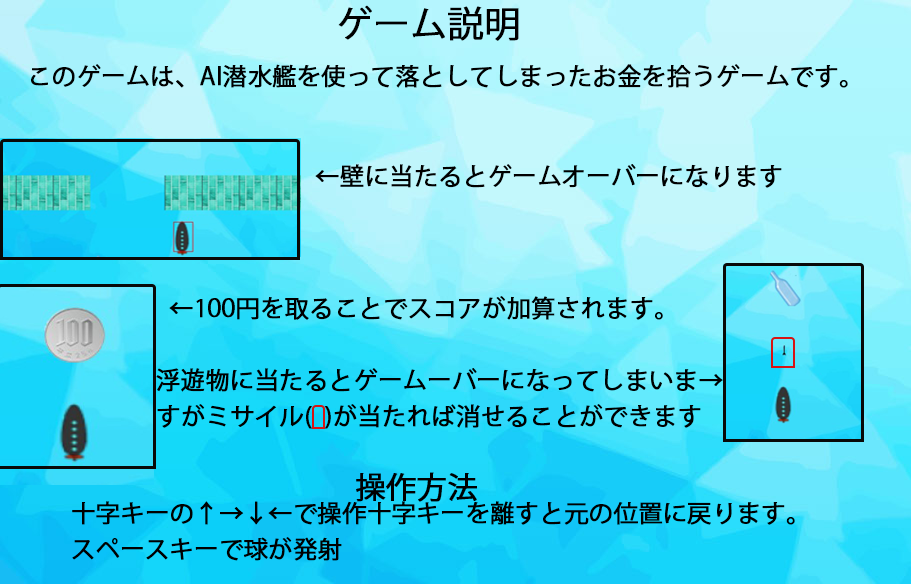 ゲーム説明
このゲームは、AI潜水艦を使って落としてしまったお金を拾うゲームです。
←壁に当たるとゲームオーバーになります
←100円を取ることでスコアが加算されます。
100
浮遊物に当たるとゲームーバーになってしまいま→
すがミサイル()が当たれば消せることができます
操作方法
十字キーの↑→↓←で操作十字キーを離すと元の位置に戻ります。
スペースキーで球が発射